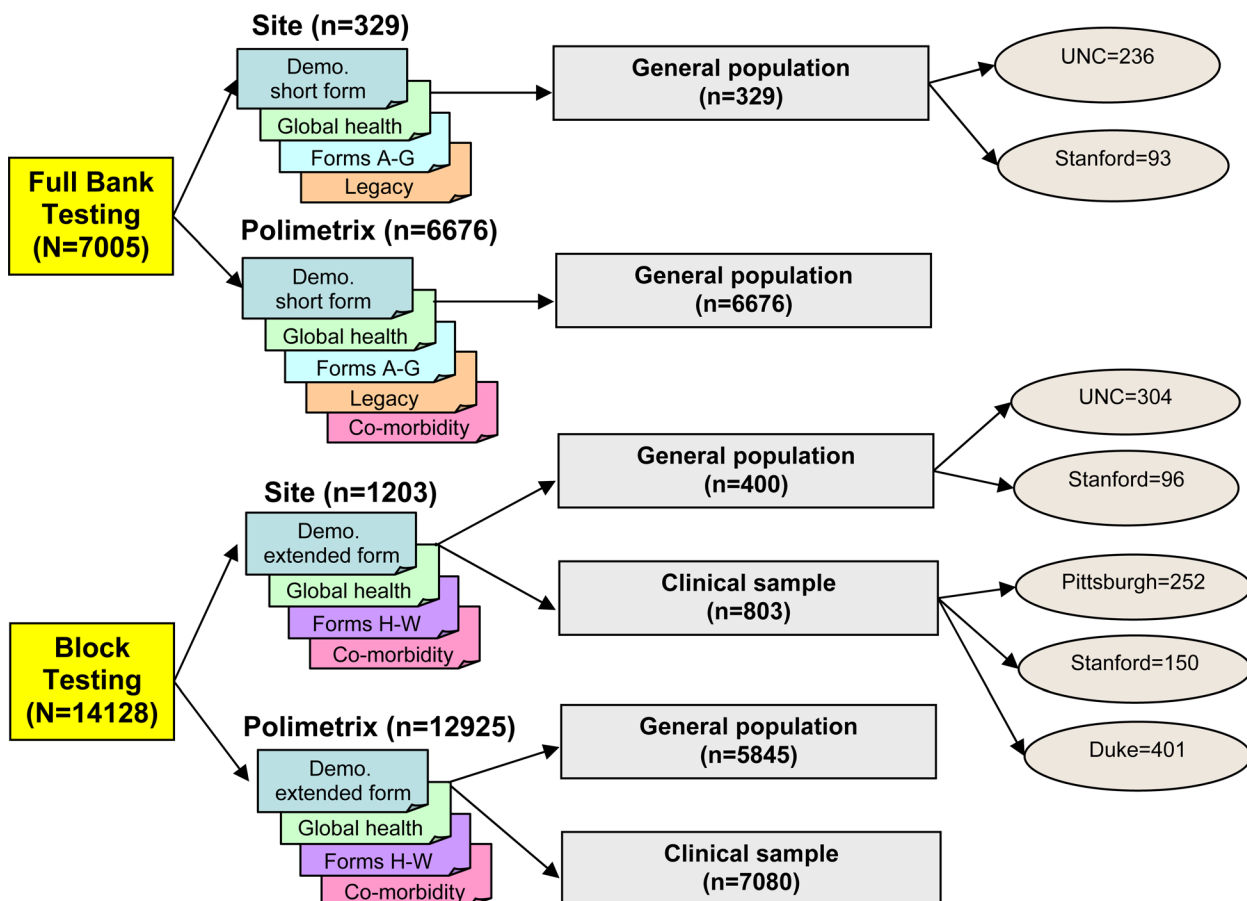 Site (n=329)
Demo.
short form
Global health
Forms A-G
Legacy
General population
(n=329)
UNC=236
Stanford=93
Full Bank
Testing
(N=7005)
Polimetrix (n=6676)
Demo.
short form
Global health
Forms A-G
Legacy
Co-morbidity
General population
(n=6676)
Site (n=1203)
Demo.
extended form
Global health
Forms H-W
Co-morbidity
General population
(n=400)
UNC=304
Stanford=96
Clinical sample
(n=803)
Pittsburgh=252
Stanford=150
Duke=401
Block
Testing
(N=14128)
Polimetrix (n=12925)
Demo.
extended form
Global health
Forms H-W
Co-morbidity
General population
(n=5845)
Clinical sample
(n=7080)